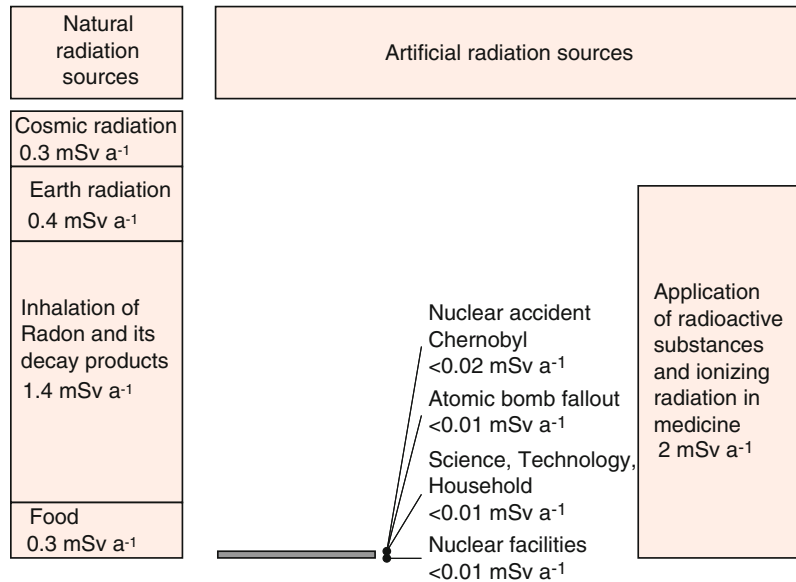 Natural
radiation
sources
Artificial radiation sources
Cosmic radiation
0.3 mSv a⁻¹
Earth radiation
0.4 mSv a⁻¹
Inhalation of
Radon and its
decay products
1.4 mSv a⁻¹
Food
0.3 mSv a⁻¹
Nuclear accident
Chernobyl
<0.02 mSv a⁻¹
Atomic bomb fallout
<0.01 mSv a⁻¹
Science, Technology,
Household
<0.01 mSv a⁻¹
Nuclear facilities
<0.01 mSv a⁻¹
Application
of radioactive
substances
and ionizing
radiation in
medicine
2 mSv a⁻¹